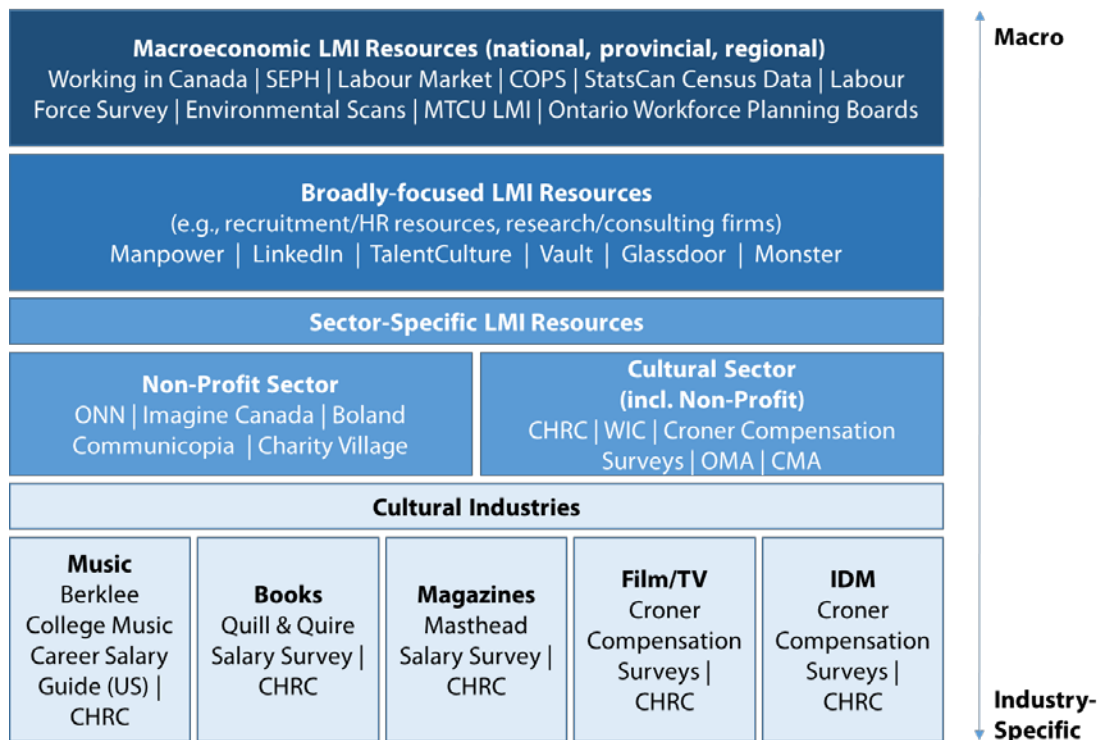 Macroeconomic LMI Resources (national, provincial, regional)
Working in Canada | SEPH | Labour Market | COPS | StatsCan Census Data | Labour
Force Survey | Environmental Scans | MTCU LMI | Ontario Workforce Planning Boards
Macro
Broadly-focused LMI Resources
(e.g., recruitment/HR resources, research/consulting firms)
Manpower | LinkedIn | TalentCulture | Vault | Glassdoor | Monster
Sector-Specific LMI Resources
Non-Profit Sector
ONN | Imagine Canada | Boland
Communicopia | Charity Village
Cultural Sector
(incl. Non-Profit)
CHRC | WIC | Croner Compensation
Surveys | OMA | CMA
Cultural Industries
Music
Berklee
College Music
Career Salary
Guide (US) |
CHRC
Books
Quill & Quire
Salary Survey |
CHRC
Magazines
Masthead
Salary Survey |
CHRC
Film/TV
Croner
Compensation
Surveys |
CHRC
IDM
Croner
Compensation
Surveys |
CHRC
Industry-
Specific